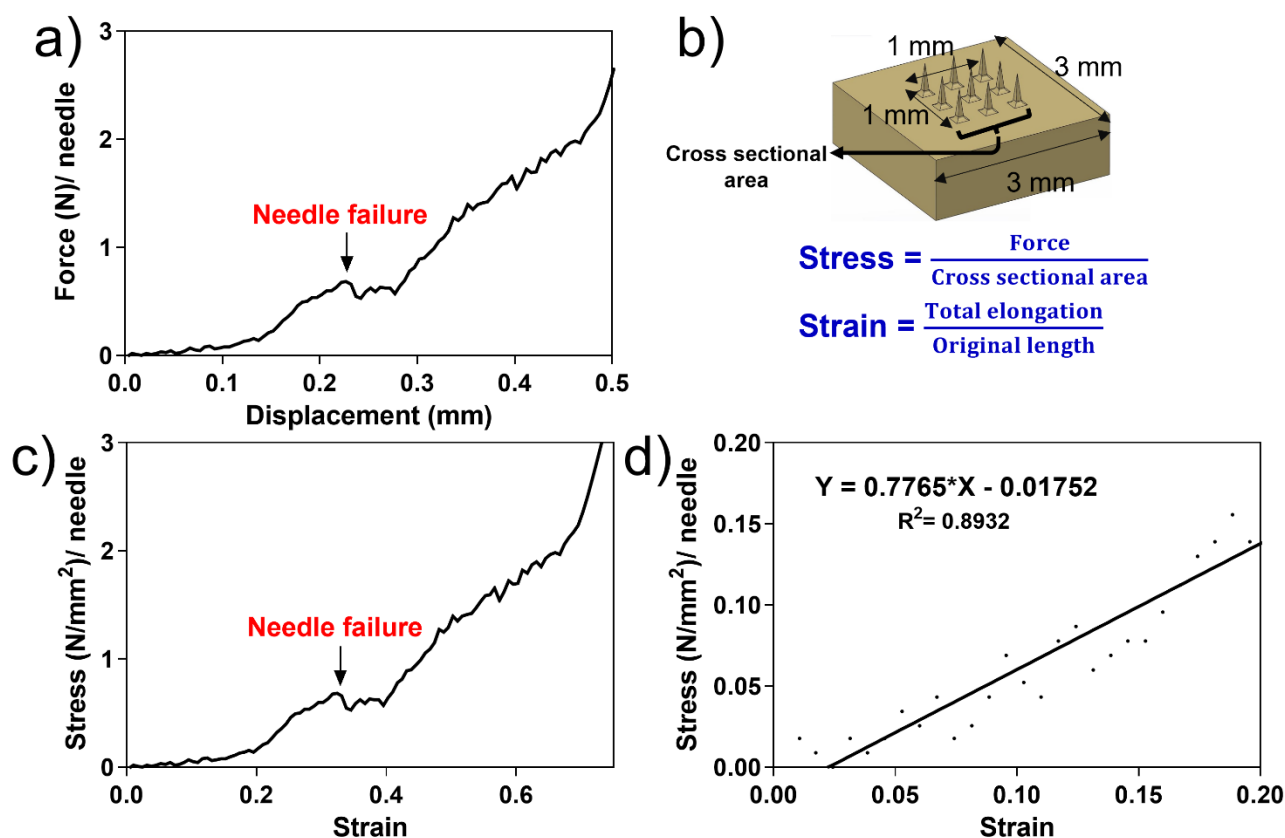 a)
3
2
1
0
Force (N)/ needle
Needle failure
0.0 0.1 0.2 0.3 0.4 0.5
Displacement (mm)
b)
1 mm
3 mm
1 mm
Cross sectional
area
3 mm
Stress = Force
Cross sectional area
Strain = Total elongation
Original length
c)
3
2
1
0
Stress (N/mm²)/ needle
Needle failure
0.0 0.2 0.4 0.6
Strain
d)
0.20
0.15
0.10
0.05
0.00
Stress (N/mm²)/ needle
Y = 0.7765*X - 0.01752
R²= 0.8932
0.00 0.05 0.10 0.15 0.20
Strain